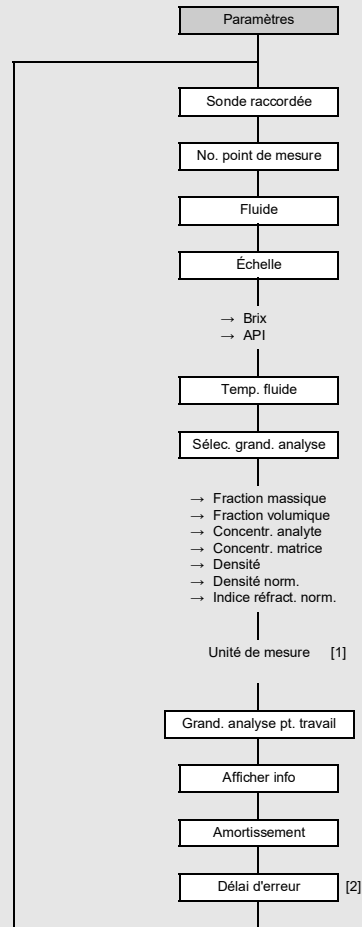 Paramètres
Sonde raccordée
No. point de mesure
Fluide
Échelle
→ Brix
→ API
Temp. fluide
Sélec. grand. analyse
→ Fraction massique
→ Fraction volumique
→ Concentr. analyte
→ Concentr. matrice
→ Densité
→ Densité norm.
→ Indice réfract. norm.
Unité de mesure [1]
Grand. analyse pt. travail
Afficher info
Amortissement
Délai d'erreur [2]